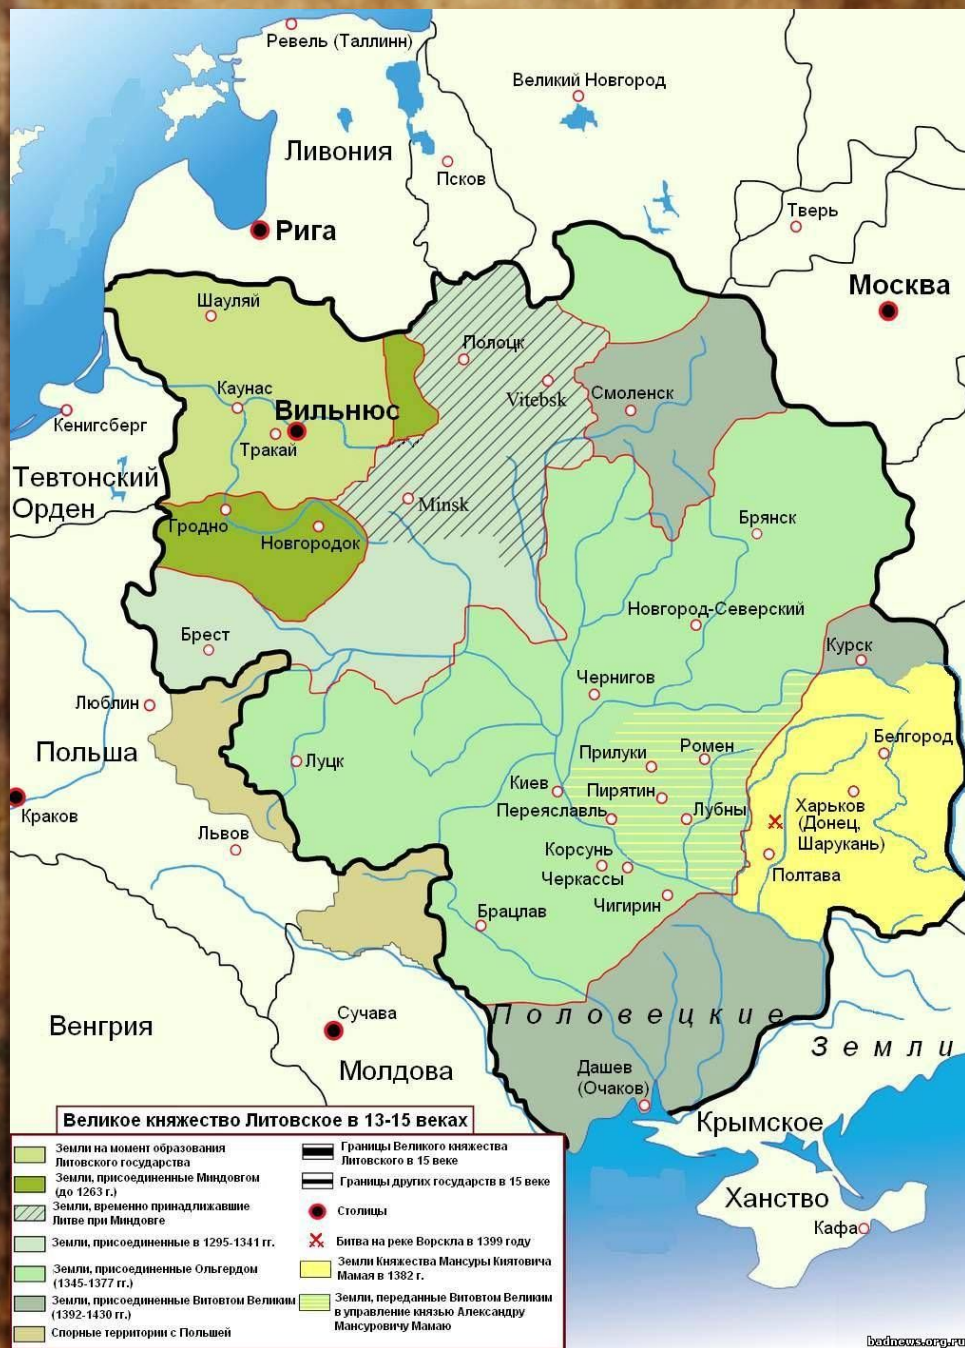 Ревель (Таллинн)
Великий Новгород
Ливония
Псков
Тверь
Рига
Москва
Шауляй
Полоцк
Каунас
Vitebsk
Смоленск
Кенигсберг
Вильнюс
Тракай
Тевтонский
Орден
Minsk
Гродно
Новгородок
Брянск
Новгород-Северский
Брест
Курск
Люблин
Чернигов
Польша
Луцк
Прилуки
Ромен
Белгород
Киев
Пирятин
Краков
Переяславль
Лубны
Харьков
(Донец,
Шарукань)
Львов
Корсунь
Черкассы
Полтава
Чигирин
Брацлав
Венгрия
Сучава
Половецкие
Земли
Молдова
Дашев
(Очаков)
Крымское
Ханство
Кафа
Великое княжество Литовское в 13-15 веках
Земли на момент образования
Литовского государства
Земли, присоединенные Миндовгом
(до 1263 г.)
Земли, временно принадлижавшие
Литве при Миндовге
Земли, присоединенные в 1295-1341 гг.
Земли, присоединенные Ольгердом
(1345-1377 гг.)
Земли, присоединенные Витовтом Великим
(1392-1430 гг.)
Спорные территории с Польшей
Границы Великого княжества
Литовского в 15 веке
Границы других государств в 15 веке
Столицы
Битва на реке Ворскла в 1399 году
Земли Княжества Мансуры Киятовича
Мамая в 1382 г.
Земли, переданные Витовтом Великим
в управление князью Александру
Мансуровичу Мамаю
badnews.org.ru